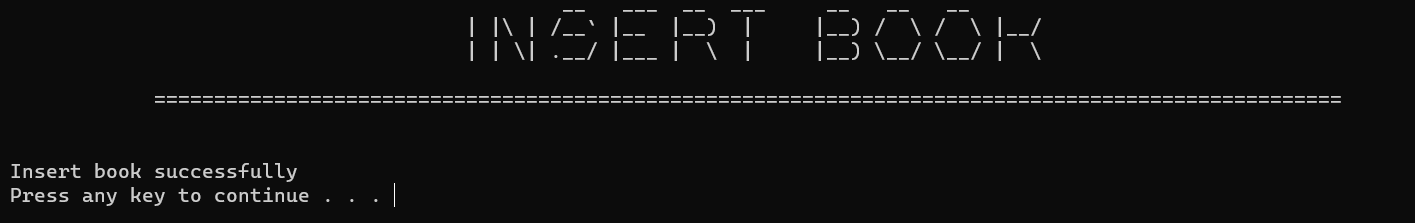 INSERT BOOK
Insert book successfully
Press any key to continue . . .